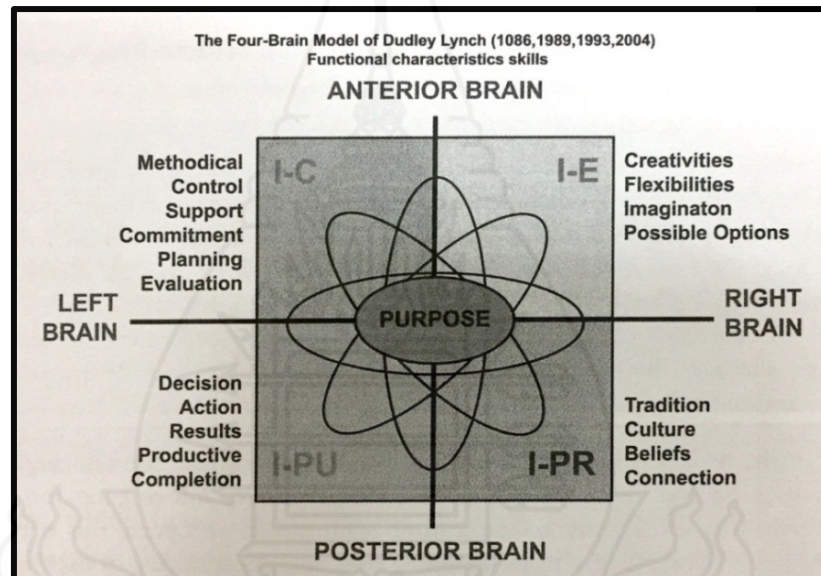 The Four-Brain Model of Dudley Lynch (1086,1989,1993,2004)
Functional characteristics skills
ANTERIOR BRAIN
I-C
Methodical
Control
Support
Commitment
Planning
Evaluation
I-E
Creativities
Flexibilities
Imaginaton
Possible Options
LEFT
BRAIN
PURPOSE
RIGHT
BRAIN
Decision
Action
Results
Productive
Completion
I-PU
I-PR
Tradition
Culture
Beliefs
Connection
POSTERIOR BRAIN